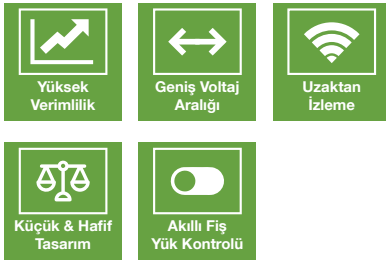 Yüksek
Verimlilik
Geniş Voltaj
Aralığı
Uzaktan
İzleme
Küçük & Hafif
Tasarım
Akıllı Fiş
Yük Kontrolü